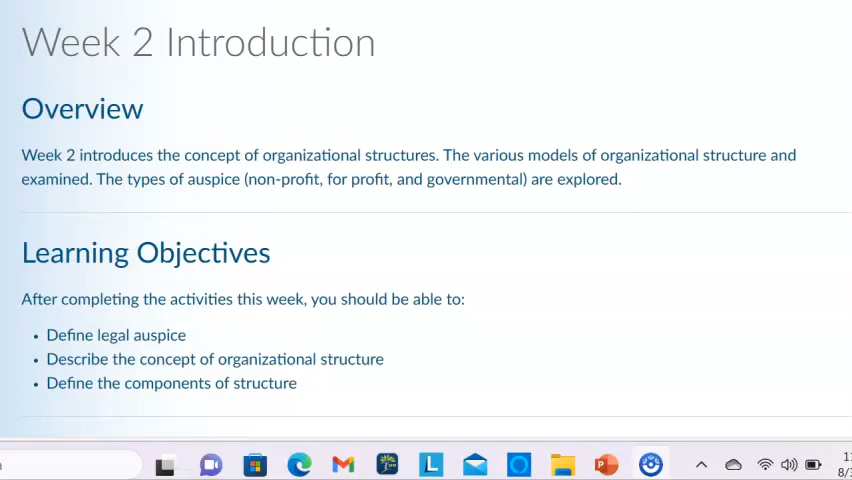 Week 2 Introduction
Overview
Week 2 introduces the concept of organizational structures. The various models of organizational structure and
examined. The types of auspice (non-profit, for profit, and governmental) are explored.
Learning Objectives
After completing the activities this week, you should be able to:
• Define legal auspice
• Describe the concept of organizational structure
• Define the components of structure
L
P